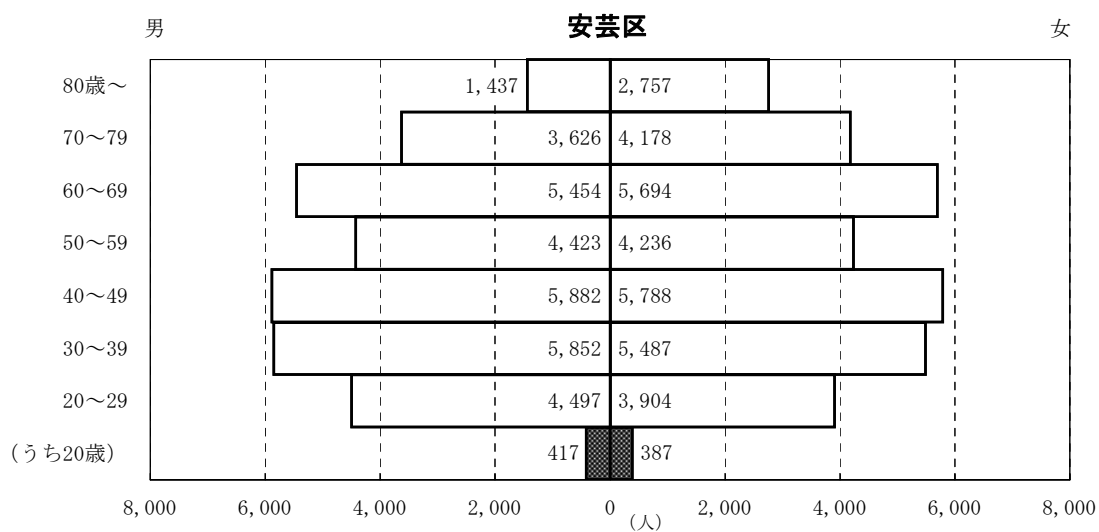 安芸区
男 女
80歳～ 1,437 2,757
70～79 3,626 4,178
60～69 5,454 5,694
50～59 4,423 4,236
40～49 5,882 5,788
30～39 5,852 5,487
20～29 4,497 3,904
(うち20歳) 417 387
8,000 6,000 4,000 2,000 0 2,000 4,000 6,000 8,000
(人)